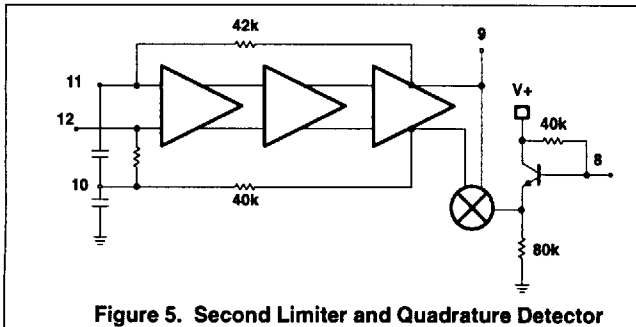 42k
9
11
V+
12
40k
8
10
40k
80k
Figure 5. Second Limiter and Quadrature Detector